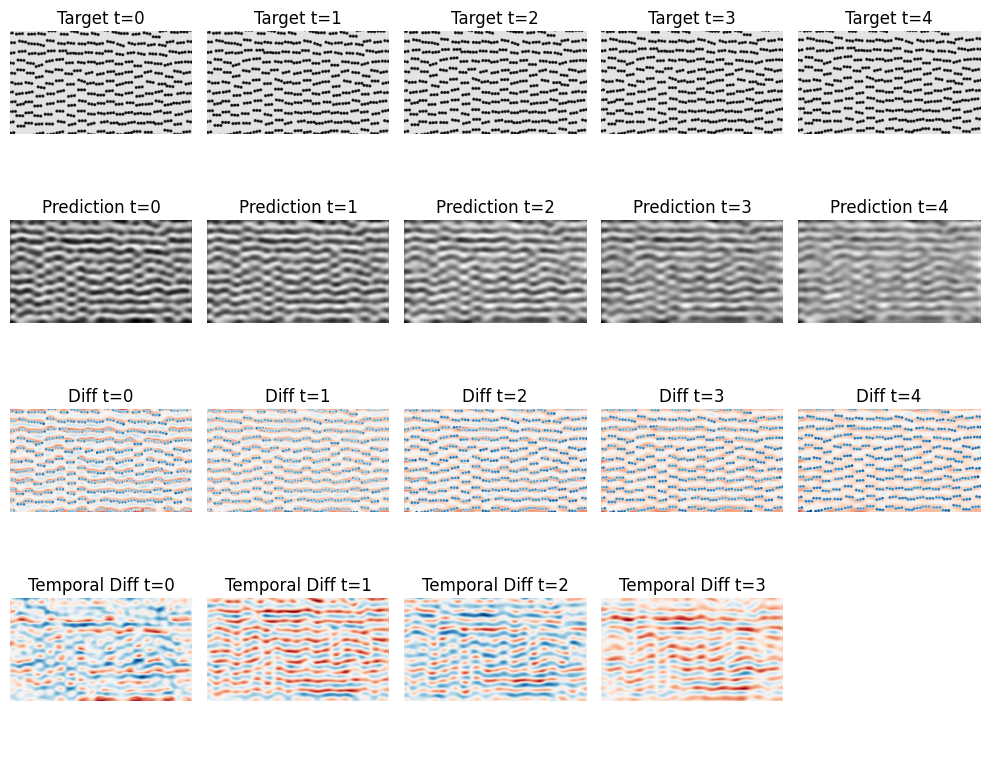 Target t=0
Target t=1
Target t=2
Target t=3
Target t=4
Prediction t=0
Prediction t=1
Prediction t=2
Prediction t=3
Prediction t=4
Diff t=0
Diff t=1
Diff t=2
Diff t=3
Diff t=4
Temporal Diff t=0
Temporal Diff t=1
Temporal Diff t=2
Temporal Diff t=3